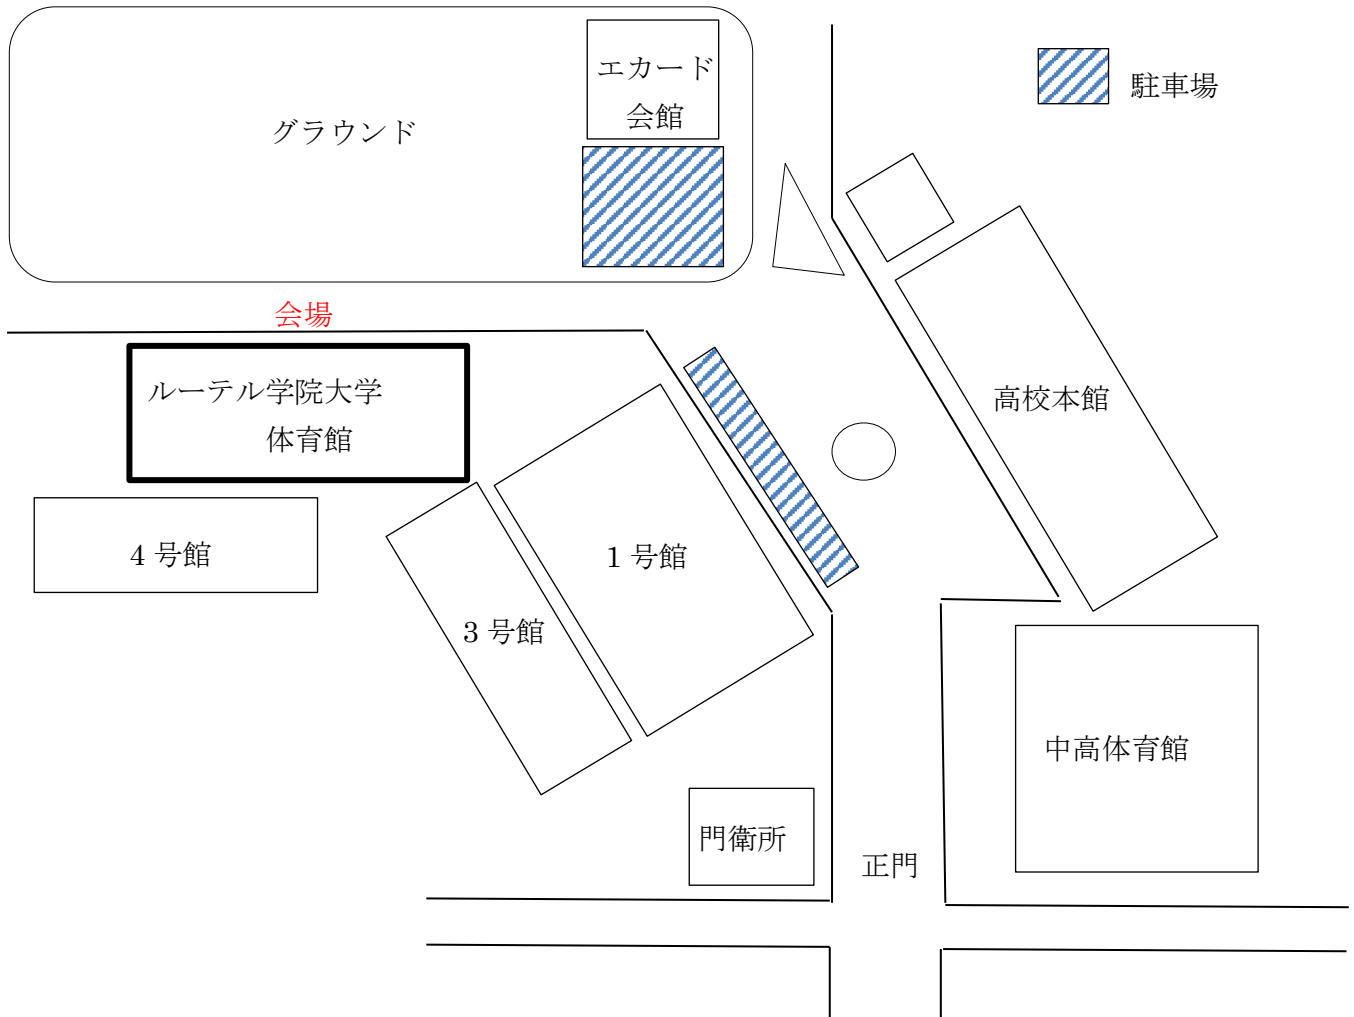 エカード
会館
駐車場
グラウンド
会場
ルーテル学院大学
体育館
高校本館
4 号館
1 号館
3 号館
中高体育館
門衛所
正門